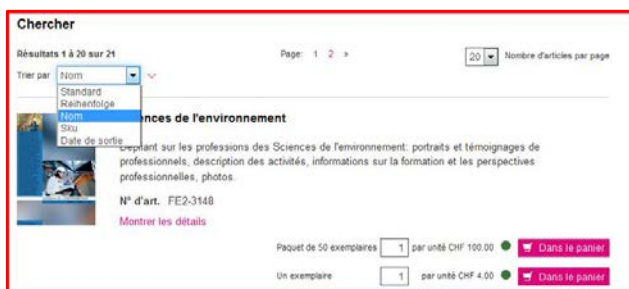 Chercher
Résultats 1 à 20 sur 21
Page: 1 2 »
20 Nombre d'articles par page
Trier par Nom
Standard
Reihenfolge
Nom
Sku
Date de sortie
ences de l'environnement
Dépliant sur les professions des Sciences de l'environnement: portraits et témoignages de
professionnels, description des activités, informations sur la formation et les perspectives
professionnelles, photos.
N° d'art. FE2-3148
Montrer les détails
Paquet de 50 exemplaires 1 par unité CHF 100.00 Dans le panier
Un exemplaire 1 par unité CHF 4.00 Dans le panier